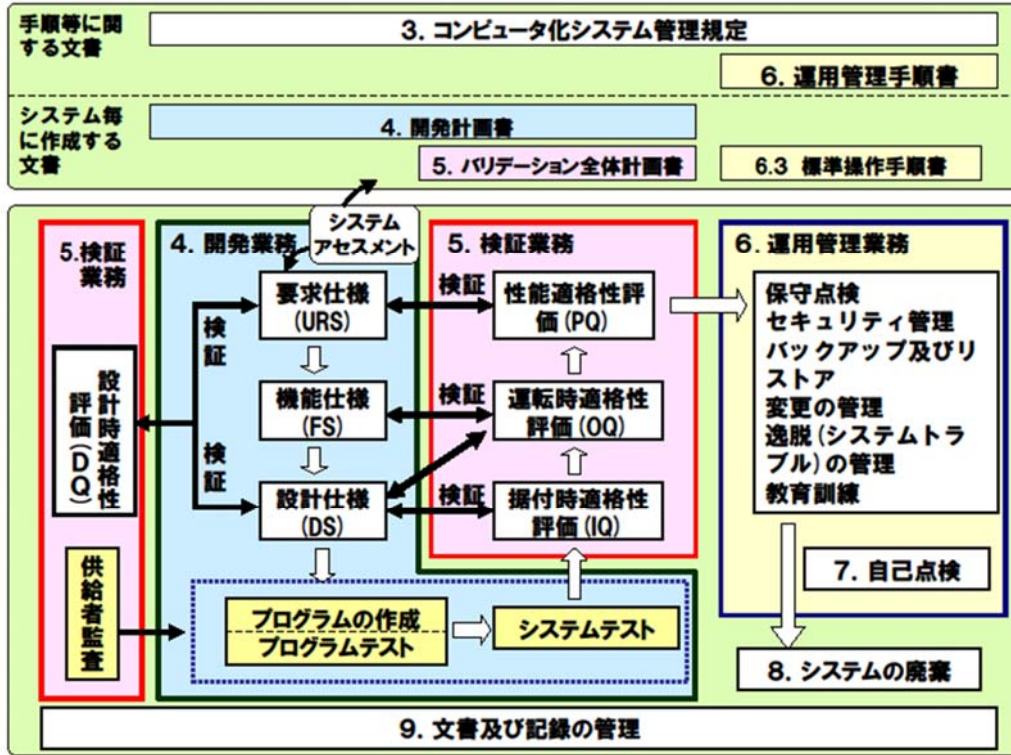 手順等に関
する文書
3. コンピュータ化システム管理規定
6. 運用管理手順書
システム毎
に作成する
文書
4. 開発計画書
5. バリデーション全体計画書
6.3 標準操作手順書
システム
アセスメント
5.検証
業務
4. 開発業務
5. 検証業務
6. 運用管理業務
要求仕様
(URS)
検証
性能適格性評
価(PQ)
検証
機能仕様
(FS)
検証
運転時適格性
評価(OQ)
設計時適格性
評価(DQ)
検証
設計仕様
(DS)
検証
据付時適格性
評価(IQ)
保守点検
セキュリティ管理
バックアップ及びリ
ストア
変更の管理
逸脱(システムトラ
ブル)の管理
教育訓練
7. 自己点検
供給者監査
プログラムの作成
プログラムテスト
システムテスト
8. システムの廃棄
9. 文書及び記録の管理